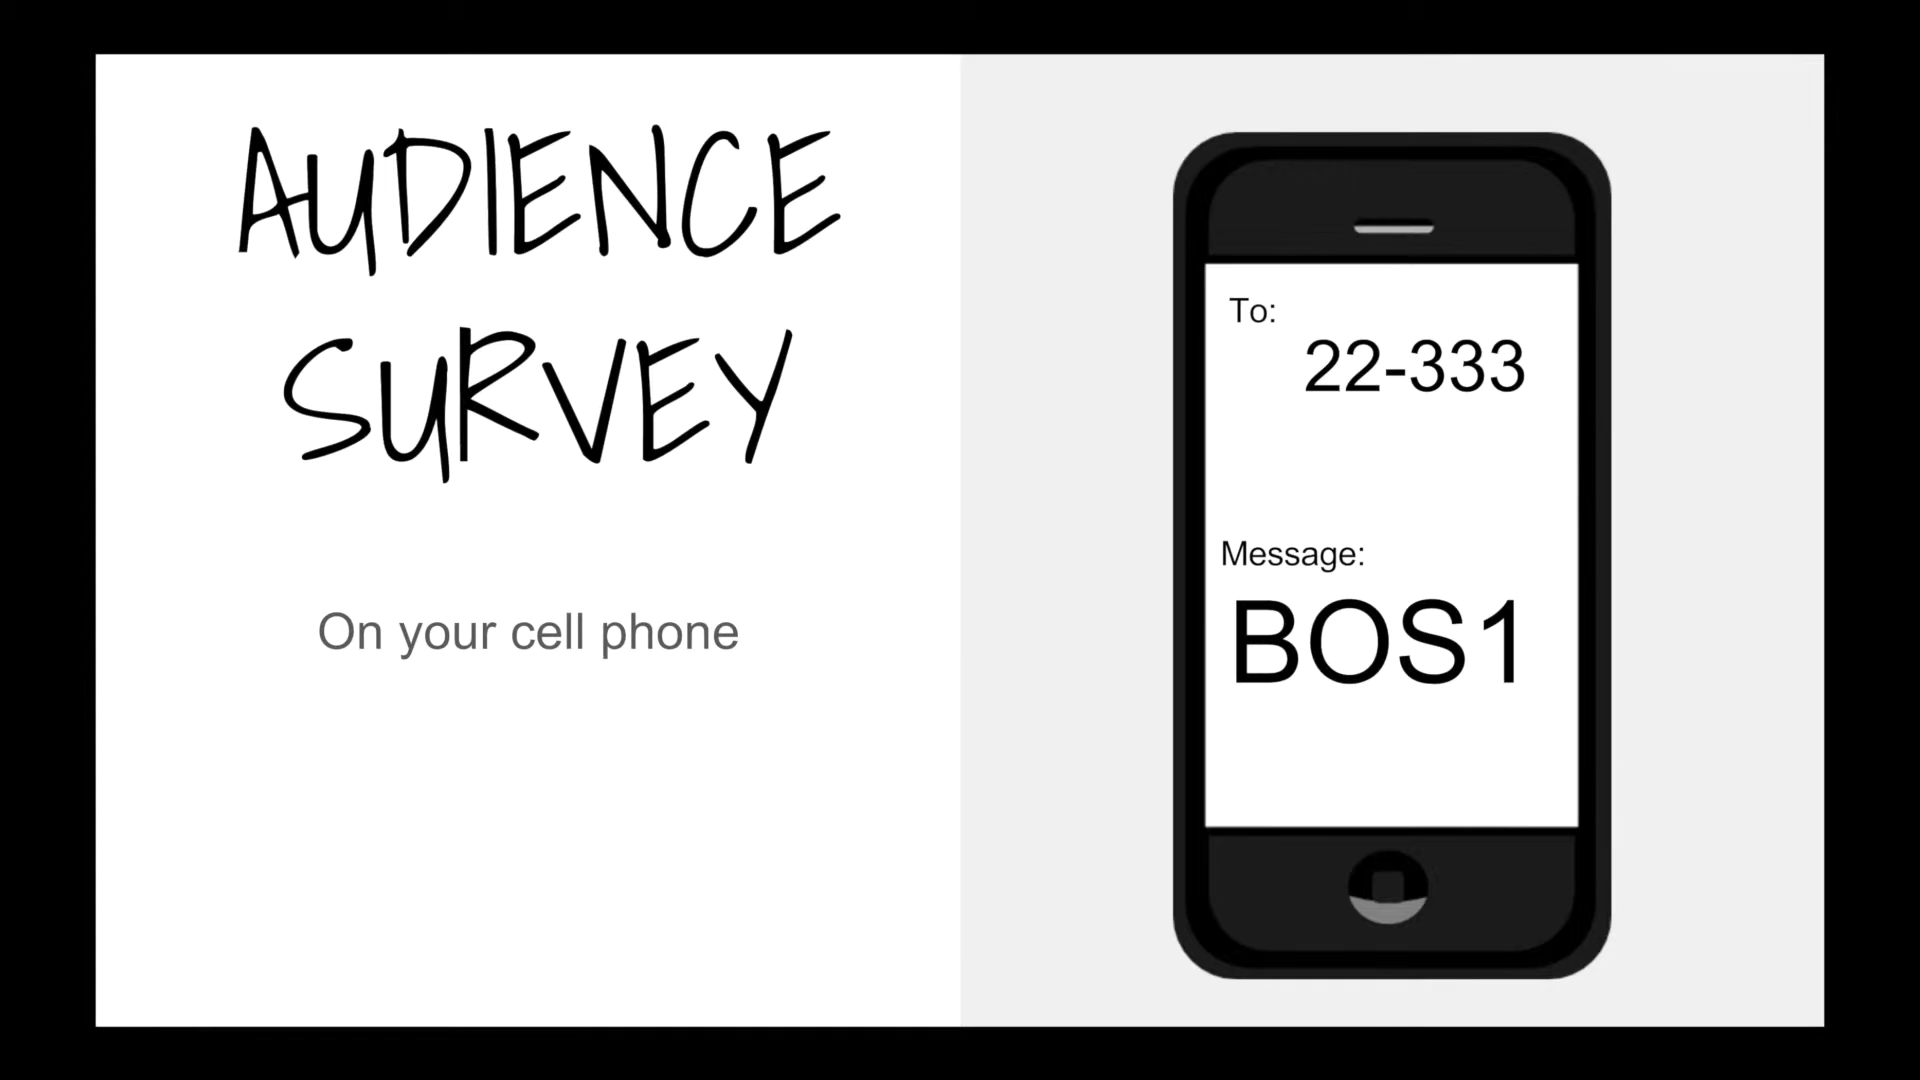 AUDIENCE
SURVEY
On your cell phone
To:
22-333
Message:
BOS1